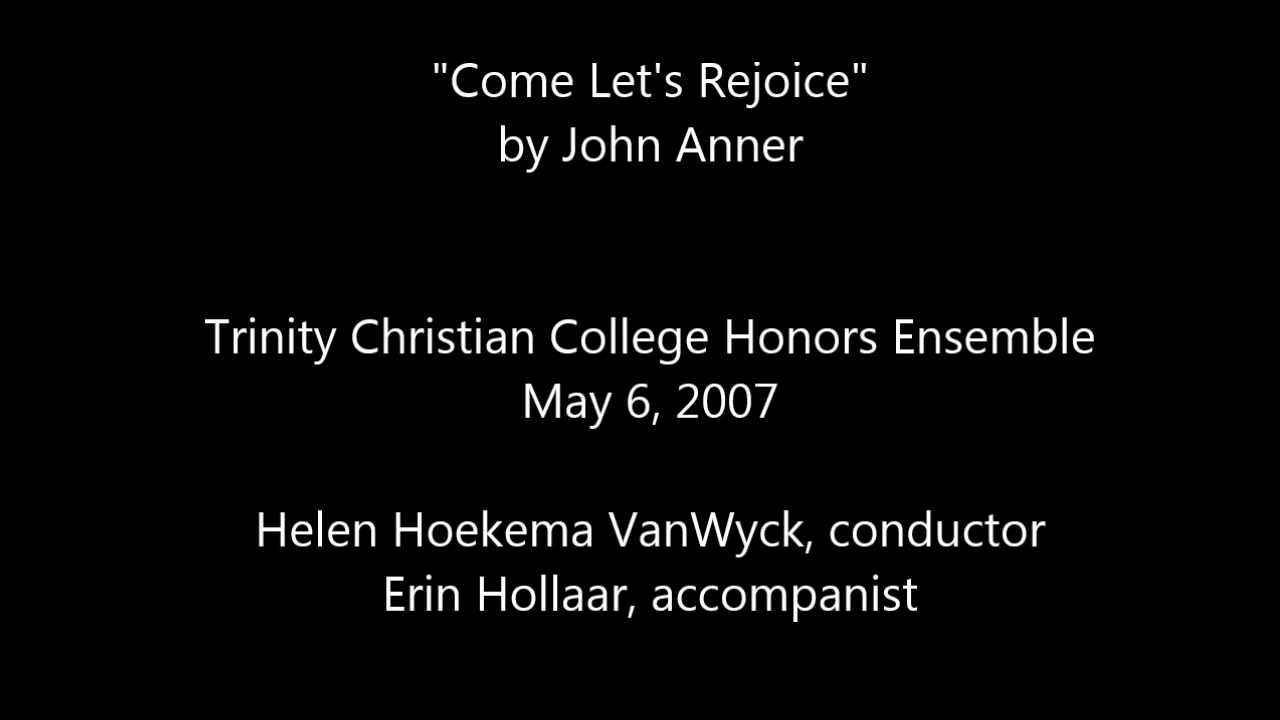 "Come Let's Rejoice"
by John Anner
Trinity Christian College Honors Ensemble
May 6, 2007
Helen Hoekema VanWyck, conductor
Erin Hollaar, accompanist